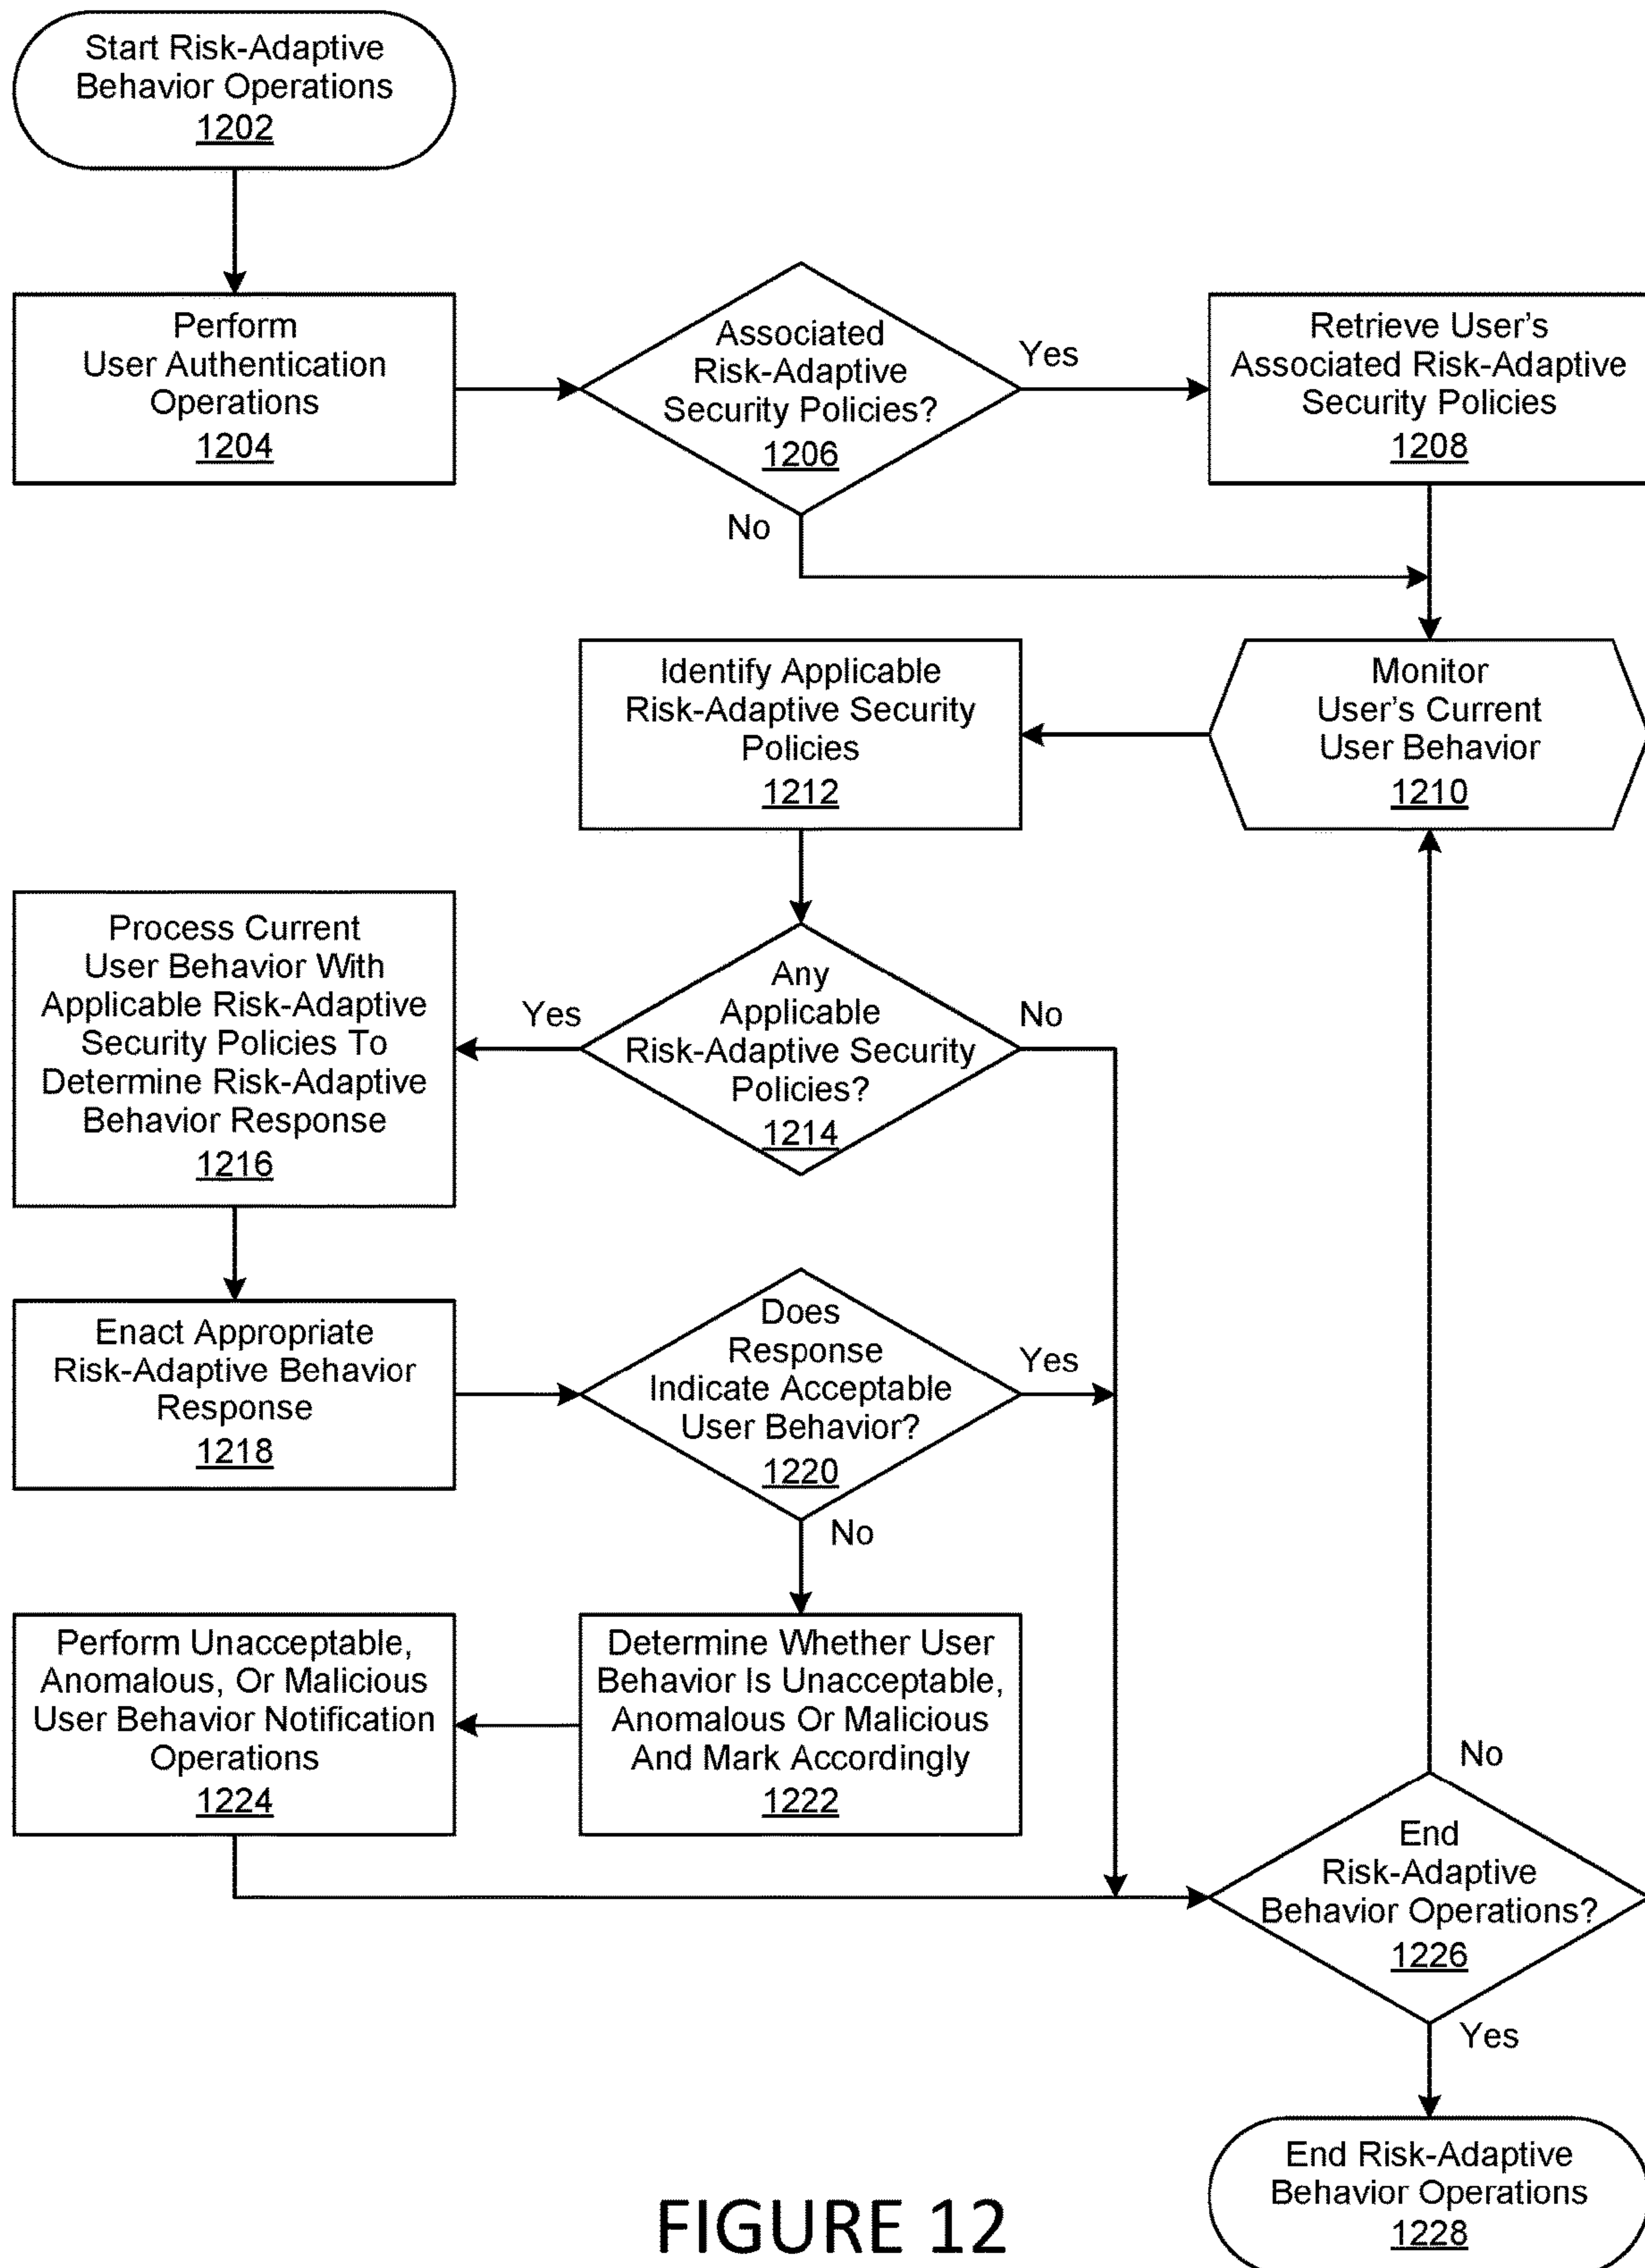 Start Risk-Adaptive
Behavior Operations
1202
Perform
User Authentication
Operations
1204
Associated
Risk-Adaptive
Security Policies?
1206
Yes
No
Retrieve User's
Associated Risk-Adaptive
Security Policies
1208
Monitor
User's Current
User Behavior
1210
Identify Applicable
Risk-Adaptive Security
Policies
1212
Any
Applicable
Risk-Adaptive Security
Policies?
1214
Yes
No
Process Current
User Behavior With
Applicable Risk-Adaptive
Security Policies To
Determine Risk-Adaptive
Behavior Response
1216
Enact Appropriate
Risk-Adaptive Behavior
Response
1218
Does
Response
Indicate Acceptable
User Behavior?
1220
Yes
No
Determine Whether User
Behavior Is Unacceptable,
Anomalous Or Malicious
And Mark Accordingly
1222
Perform Unacceptable,
Anomalous, Or Malicious
User Behavior Notification
Operations
1224
No
End
Risk-Adaptive
Behavior Operations?
1226
Yes
End Risk-Adaptive
Behavior Operations
1228
FIGURE 12